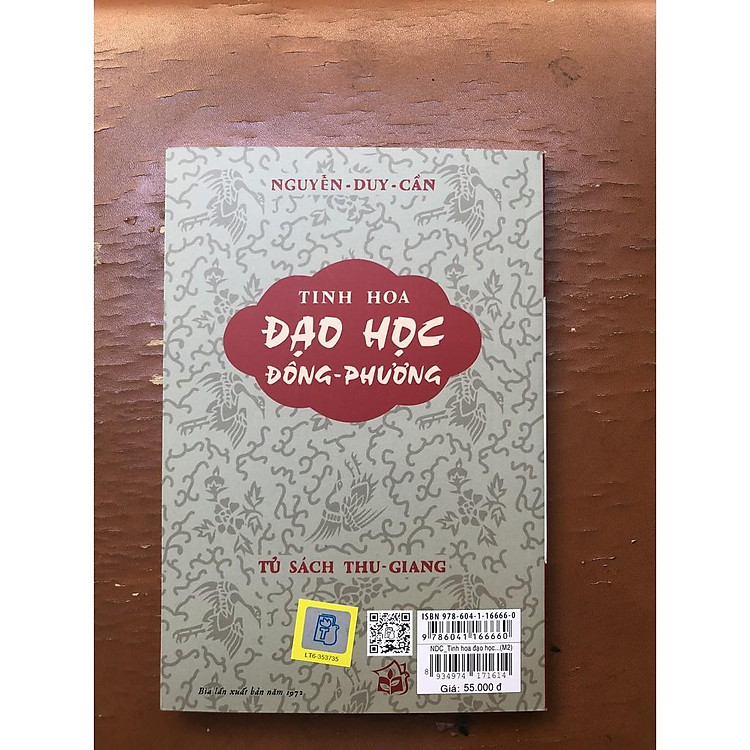 NGUYỄN-DUY-CẦN
TINH HOA
ĐẠO HỌC
ĐÔNG-PHƯƠNG
TỦ SÁCH THU-GIANG
LT6-353735
ISBN 978-604-1-16666-0
9 786041 166660
NDC_Tinh hoa đạo học...(M2)
8 934974 171614
Giá: 55.000 đ
Bìa lần xuất bản năm 1972